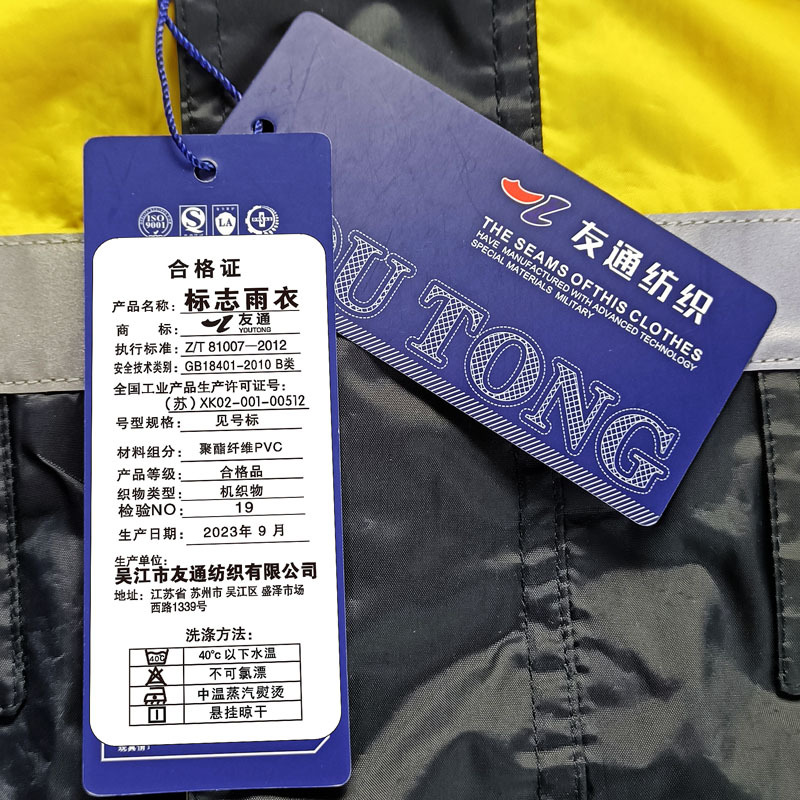 ISO
9001
S
LA
合格证
产品名称：标志雨衣
商 标：友通
YOUTONG
执行标准：Z/T 81007—2012
安全技术类别：GB18401-2010 B类
全国工业产品生产许可证号：
（苏）XK02-001-00512
号型规格：见号标
材料组分：聚酯纤维PVC
产品等级：合格品
织物类型：机织物
检验NO：19
生产日期：2023年 9 月
生产单位：
吴江市友通纺织有限公司
地址：江苏省 苏州市 吴江区 盛泽市场
西路1339号
洗涤方法：
40℃ 40℃以下水温
不可氯漂
中温蒸汽熨烫
悬挂晾干
友通纺织
THE SEAMS OFTHIS CLOTHES
HAVE MANUFACTURED WITH ADVANCED TECHNOLOGY
SPECIAL MATERIALS MILITARY
OU TONG